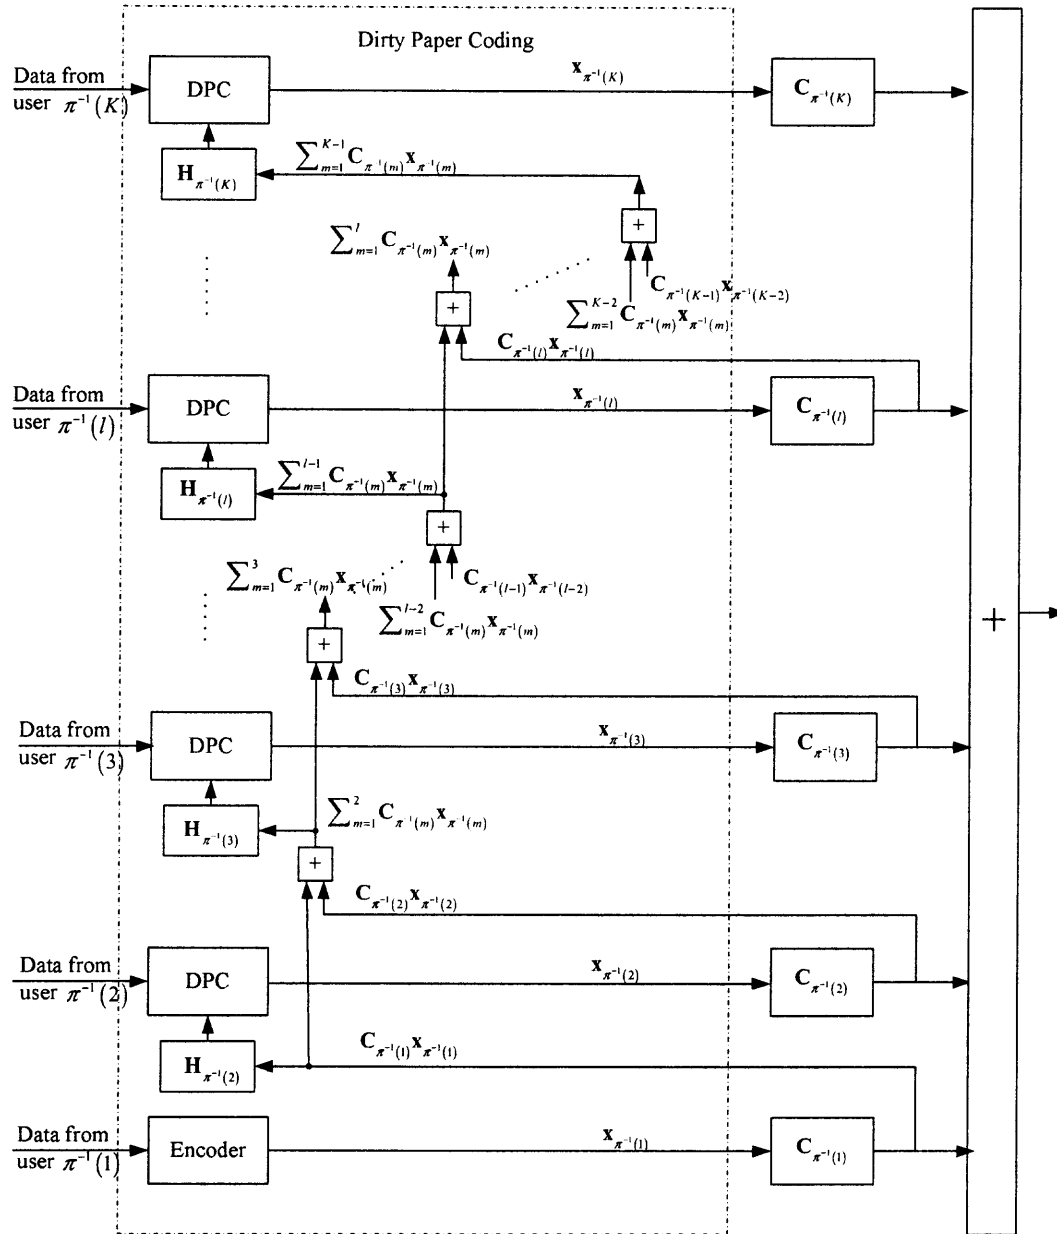 Dirty Paper Coding
Data from
user π⁻¹(K)
DPC
x_{π⁻¹(K)}
C_{π⁻¹(K)}
H_{π⁻¹(K)}
∑_{m=1}^{K-1} C_{π⁻¹(m)} x_{π⁻¹(m)}
+
∑_{m=1}^{l} C_{π⁻¹(m)} x_{π⁻¹(m)}
C_{π⁻¹(K-1)} x_{π⁻¹(K-2)}
+
∑_{m=1}^{K-2} C_{π⁻¹(m)} x_{π⁻¹(m)}
C_{π⁻¹(l)} x_{π⁻¹(l)}
Data from
user π⁻¹(l)
DPC
x_{π⁻¹(l)}
C_{π⁻¹(l)}
H_{π⁻¹(l)}
∑_{m=1}^{l-1} C_{π⁻¹(m)} x_{π⁻¹(m)}
+
∑_{m=1}^{3} C_{π⁻¹(m)} x_{π⁻¹(m)}
C_{π⁻¹(l-1)} x_{π⁻¹(l-2)}
∑_{m=1}^{l-2} C_{π⁻¹(m)} x_{π⁻¹(m)}
+
+
C_{π⁻¹(3)} x_{π⁻¹(3)}
Data from
user π⁻¹(3)
DPC
x_{π⁻¹(3)}
C_{π⁻¹(3)}
H_{π⁻¹(3)}
∑_{m=1}^{2} C_{π⁻¹(m)} x_{π⁻¹(m)}
+
C_{π⁻¹(2)} x_{π⁻¹(2)}
Data from
user π⁻¹(2)
DPC
x_{π⁻¹(2)}
C_{π⁻¹(2)}
H_{π⁻¹(2)}
C_{π⁻¹(1)} x_{π⁻¹(1)}
Data from
user π⁻¹(1)
Encoder
x_{π⁻¹(1)}
C_{π⁻¹(1)}